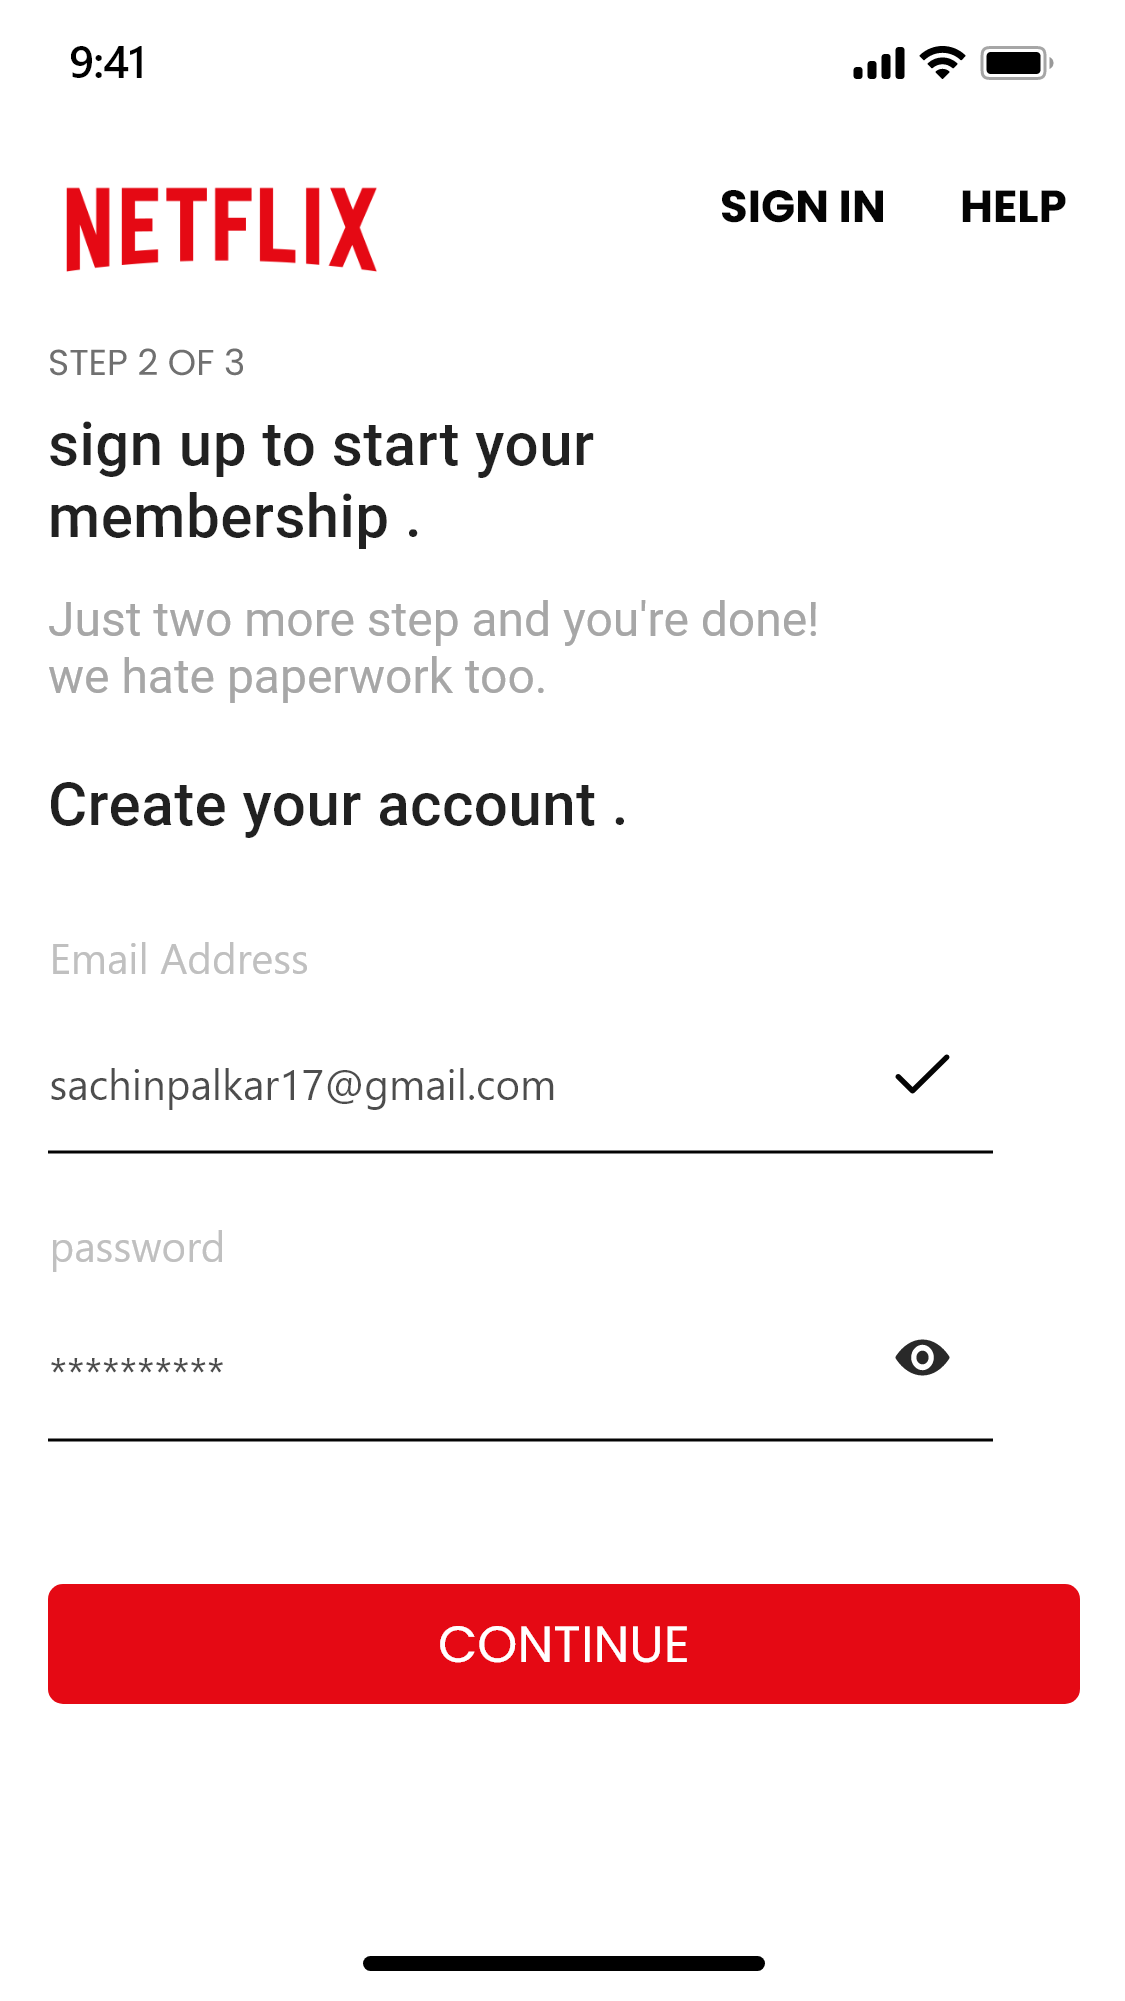 9:41
NETFLIX
SIGN IN HELP
STEP 2 OF 3
sign up to start your
membership .
Just two more step and you're done!
we hate paperwork too.
Create your account .
Email Address
sachinpalkar17@gmail.com
password
**********
CONTINUE